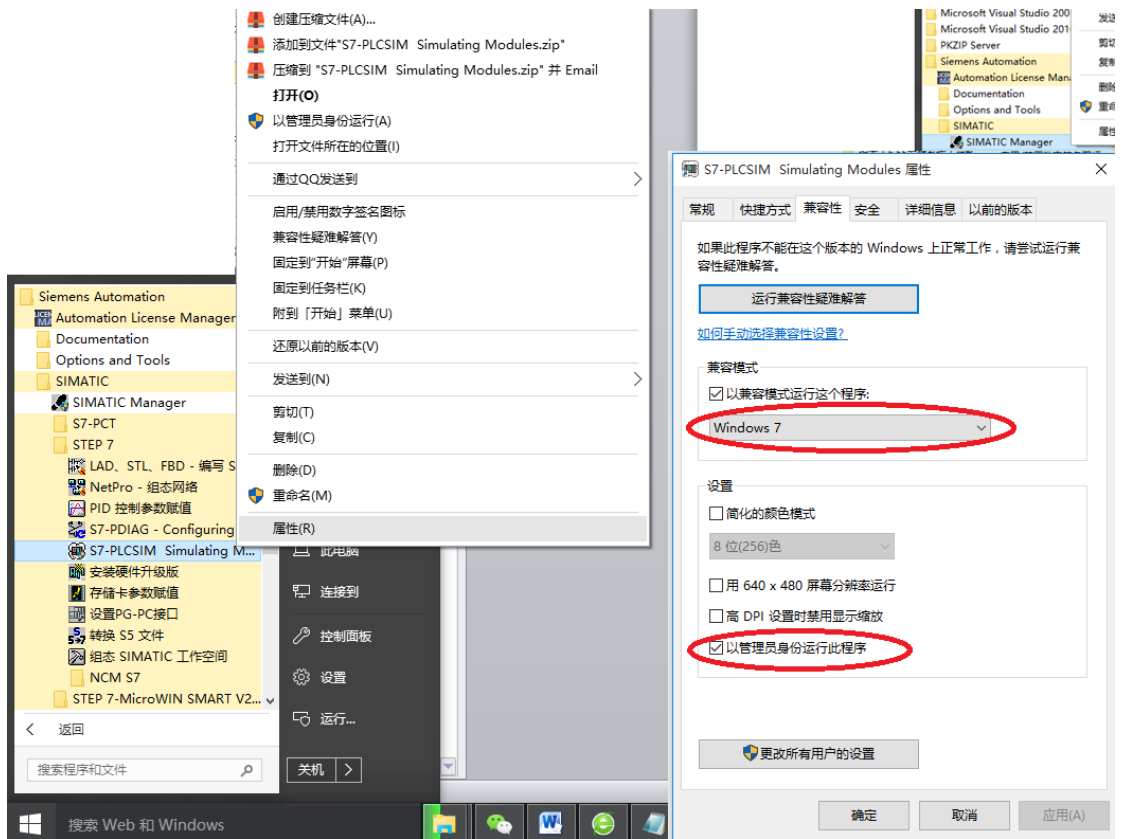 创建压缩文件(A)...
添加到文件"S7-PLCSIM Simulating Modules.zip"
压缩到 "S7-PLCSIM Simulating Modules.zip" 并 Email
打开(O)
以管理员身份运行(A)
打开文件所在的位置(I)
通过QQ发送到
启用/禁用数字签名图标
兼容性疑难解答(Y)
固定到"开始"屏幕(P)
固定到任务栏(K)
附到「开始」菜单(U)
还原以前的版本(V)
发送到(N)
剪切(T)
复制(C)
删除(D)
重命名(M)
属性(R)
Siemens Automation
Automation License Manager
Documentation
Options and Tools
SIMATIC
SIMATIC Manager
S7-PCT
STEP 7
LAD、STL、FBD - 编写 S
NetPro - 组态网络
PID 控制参数赋值
S7-PDIAG - Configuring
S7-PLCSIM Simulating M...
安装硬件升级版
存储卡参数赋值
设置PG-PC接口
转换 S5 文件
组态 SIMATIC 工作空间
NCM S7
STEP 7-MicroWIN SMART V2...
返回
搜索程序和文件
此电脑
连接到
控制面板
设置
运行...
关机
搜索 Web 和 Windows
Microsoft Visual Studio 200
Microsoft Visual Studio 201
PKZIP Server
Siemens Automation
Automation License Man
Documentation
Options and Tools
SIMATIC
SIMATIC Manager
发送
剪切
复制
删除
重命
属性
S7-PLCSIM Simulating Modules 属性
常规 快捷方式 兼容性 安全 详细信息 以前的版本
如果此程序不能在这个版本的 Windows 上正常工作，请尝试运行兼
容性疑难解答。
运行兼容性疑难解答
如何手动选择兼容性设置?
兼容模式
以兼容模式运行这个程序:
Windows 7
设置
简化的颜色模式
8 位(256)色
用 640 x 480 屏幕分辨率运行
高 DPI 设置时禁用显示缩放
以管理员身份运行此程序
更改所有用户的设置
确定 取消 应用(A)